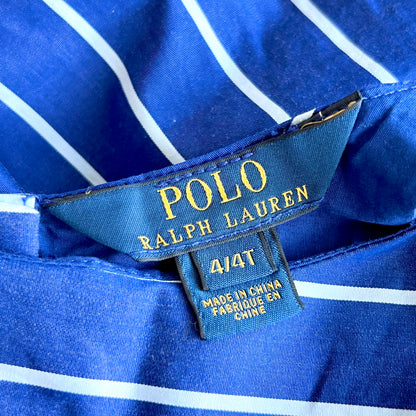 POLO
RALPH LAUREN
4/4T
MADE IN CHINA
FABRIQUÉ EN
CHINE